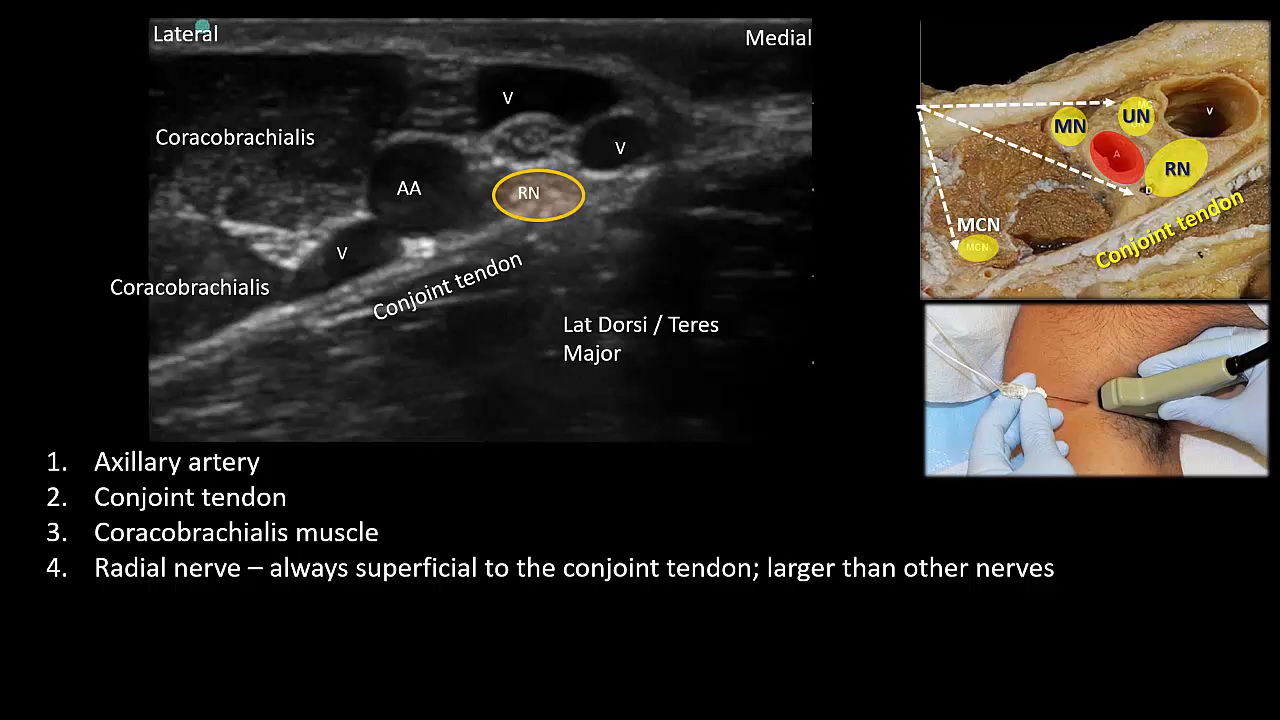 Lateral
Medial
V
Coracobrachialis
V
AA
RN
V
Coracobrachialis
Conjoint tendon
Lat Dorsi / Teres
Major
MN
UN
MC
V
A
RN
D
MCN
MCN
Conjoint tendon
1. Axillary artery
2. Conjoint tendon
3. Coracobrachialis muscle
4. Radial nerve – always superficial to the conjoint tendon; larger than other nerves